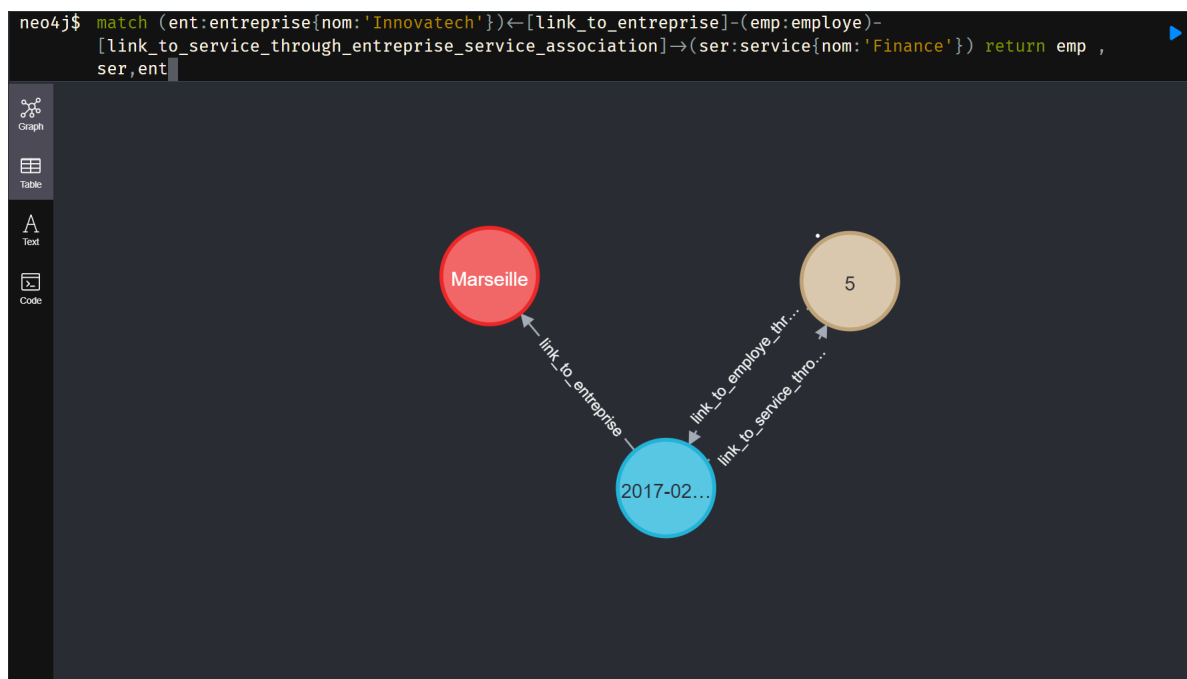 neo4j$ match (ent:entreprise{nom:'Innovatech'})←[link_to_entreprise]-(emp:employe)-
[link_to_service_through_entreprise_service_association]→(ser:service{nom:'Finance'}) return emp ,
ser,ent
Graph
Table
A
Text
Code
Marseille
5
link_to_entreprise
link_to_employe_thr...
link_to_service_thro...
2017-02...